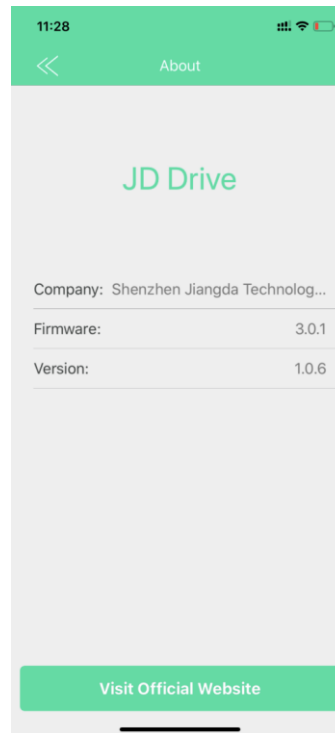 11:28
About
JD Drive
Company: Shenzhen Jiangda Technolog...
Firmware: 3.0.1
Version: 1.0.6
Visit Official Website